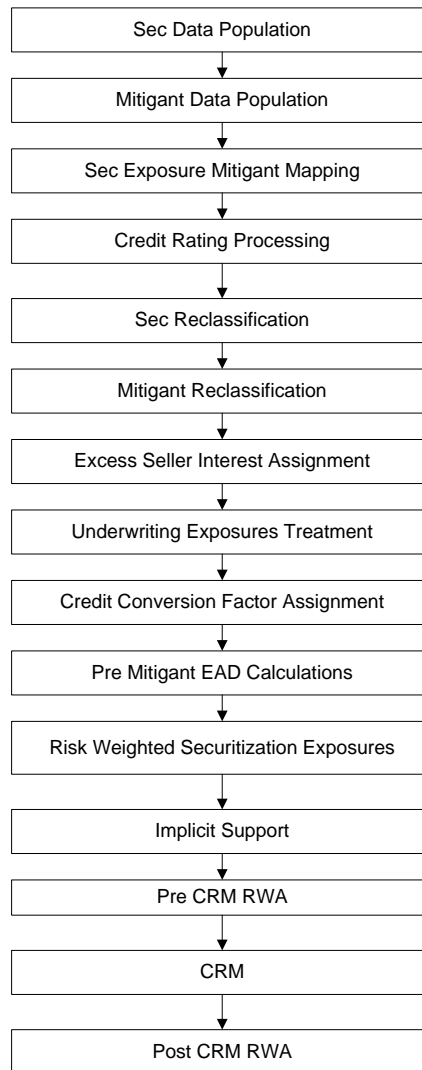 Sec Data Population
Mitigant Data Population
Sec Exposure Mitigant Mapping
Credit Rating Processing
Sec Reclassification
Mitigant Reclassification
Excess Seller Interest Assignment
Underwriting Exposures Treatment
Credit Conversion Factor Assignment
Pre Mitigant EAD Calculations
Risk Weighted Securitization Exposures
Implicit Support
Pre CRM RWA
CRM
Post CRM RWA